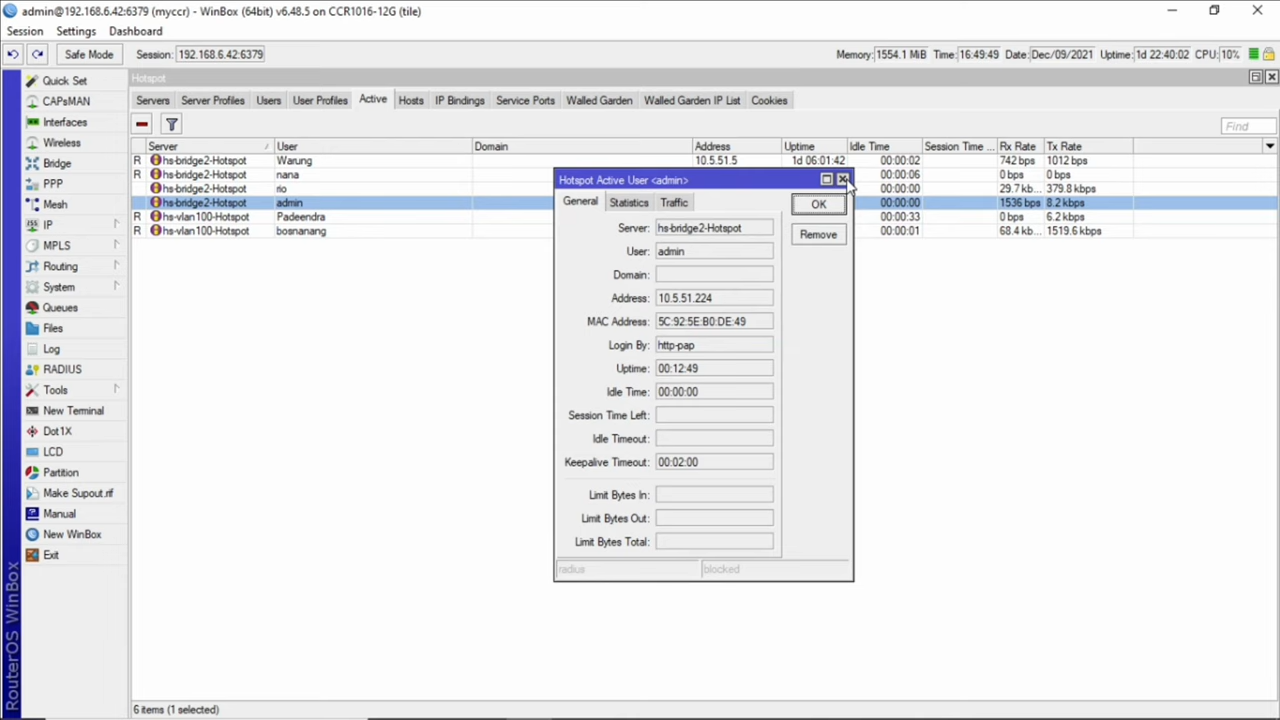 admin@192.168.6.42:6379 (myccr) - WinBox (64bit) v6.48.5 on CCR1016-12G (tile)
Session Settings Dashboard
Safe Mode Session: 192.168.6.42:6379 Memory: 1554.1 MiB Time: 16:49:49 Date: Dec/09/2021 Uptime: 1d 22:40:02 CPU: 10%
Hotspot
Quick Set
CAPsMAN
Interfaces
Wireless
Bridge
PPP
Mesh
IP
MPLS
Routing
System
Queues
Files
Log
RADIUS
Tools
New Terminal
Dot1X
LCD
Partition
Make Supout.rif
Manual
New WinBox
Exit
RouterOS WinBox
Servers Server Profiles Users User Profiles Active Hosts IP Bindings Service Ports Walled Garden Walled Garden IP List Cookies
Find
Server User Domain Address Uptime Idle Time Session Time ... Rx Rate Tx Rate
R hs-bridge2-Hotspot Warung 10.5.51.5 1d 06:01:42 00:00:02 742 bps 1012 bps
R hs-bridge2-Hotspot nana 00:00:06 0 bps 0 bps
hs-bridge2-Hotspot rio 00:00:00 29.7 k... 379.8 kbps
hs-bridge2-Hotspot admin 00:00:00 1536 bps 8.2 kbps
R hs-vlan100-Hotspot Padeendra 00:00:33 0 bps 6.2 kbps
R hs-vlan100-Hotspot bosnanang 00:00:01 68.4 kb... 1519.6 kbps
Hotspot Active User <admin>
General Statistics Traffic
OK
Remove
Server: hs-bridge2-Hotspot
User: admin
Domain:
Address: 10.5.51.224
MAC Address: 5C:92:5E:B0:DE:49
Login By: http-pap
Uptime: 00:12:49
Idle Time: 00:00:00
Session Time Left:
Idle Timeout:
Keepalive Timeout: 00:02:00
Limit Bytes In:
Limit Bytes Out:
Limit Bytes Total:
radius blocked
6 items (1 selected)